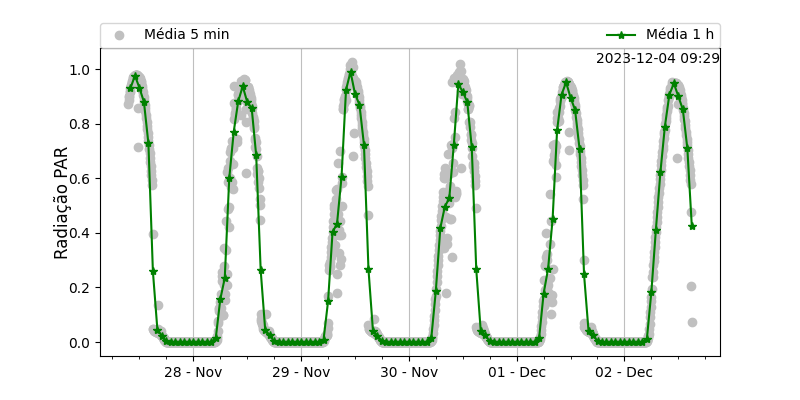 Média 5 min
Média 1 h
2023-12-04 09:29
Radiação PAR
1.0
0.8
0.6
0.4
0.2
0.0
28 - Nov
29 - Nov
30 - Nov
01 - Dec
02 - Dec